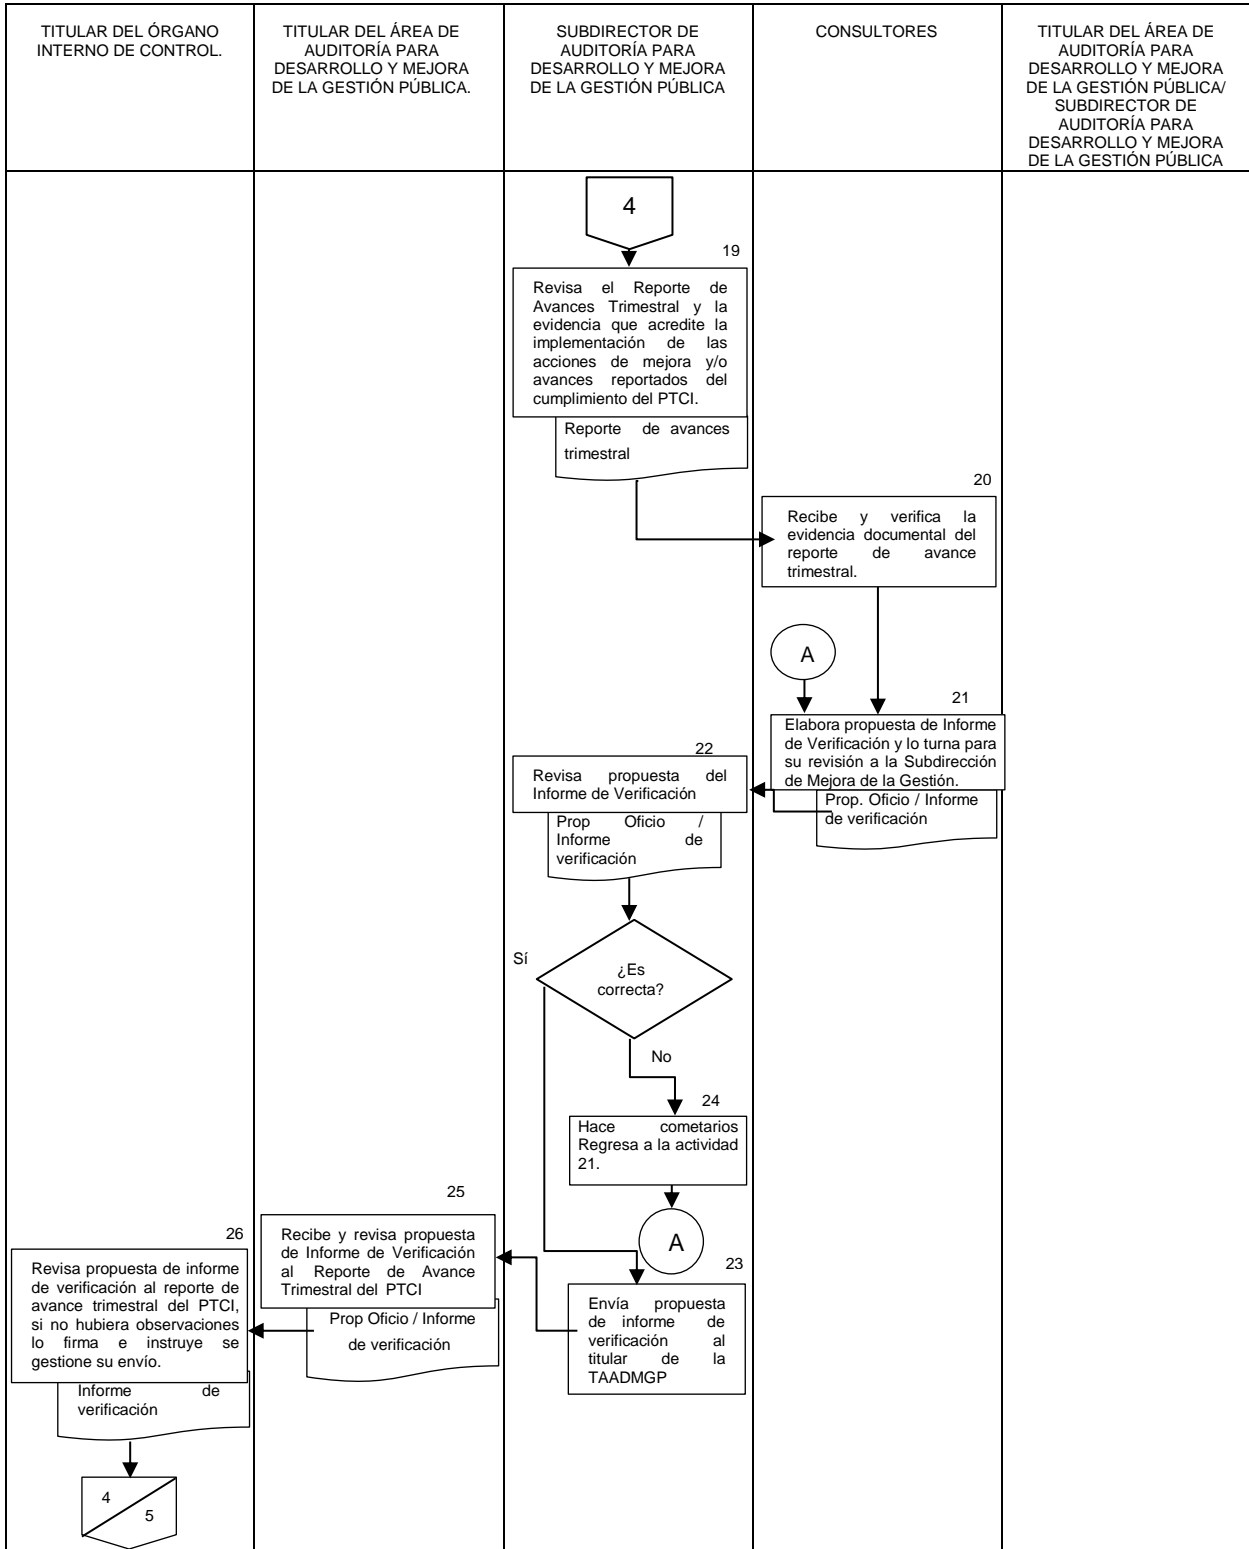 TITULAR DEL ÓRGANO
INTERNO DE CONTROL.
TITULAR DEL ÁREA DE
AUDITORÍA PARA
DESARROLLO Y MEJORA
DE LA GESTIÓN PÚBLICA.
SUBDIRECTOR DE
AUDITORÍA PARA
DESARROLLO Y MEJORA
DE LA GESTIÓN PÚBLICA
CONSULTORES
TITULAR DEL ÁREA DE
AUDITORÍA PARA
DESARROLLO Y MEJORA
DE LA GESTIÓN PÚBLICA/
SUBDIRECTOR DE
AUDITORÍA PARA
DESARROLLO Y MEJORA
DE LA GESTIÓN PÚBLICA
4
19
Revisa el Reporte de
Avances Trimestral y la
evidencia que acredite la
implementación de las
acciones de mejora y/o
avances reportados del
cumplimiento del PTCI.
Reporte de avances
trimestral
20
Recibe y verifica la
evidencia documental del
reporte de avance
trimestral.
A
21
Elabora propuesta de Informe
de Verificación y lo turna para
su revisión a la Subdirección
de Mejora de la Gestión.
Prop. Oficio / Informe
de verificación
22
Revisa propuesta del
Informe de Verificación
Prop Oficio /
Informe de
verificación
¿Es
correcta?
Sí
No
24
Hace cometarios
Regresa a la actividad
21.
A
23
Envía propuesta
de informe de
verificación al
titular de la
TAADMGP
25
Recibe y revisa propuesta
de Informe de Verificación
al Reporte de Avance
Trimestral del PTCI
Prop Oficio / Informe
de verificación
26
Revisa propuesta de informe
de verificación al reporte de
avance trimestral del PTCI,
si no hubiera observaciones
lo firma e instruye se
gestione su envío.
Informe de
verificación
4
5